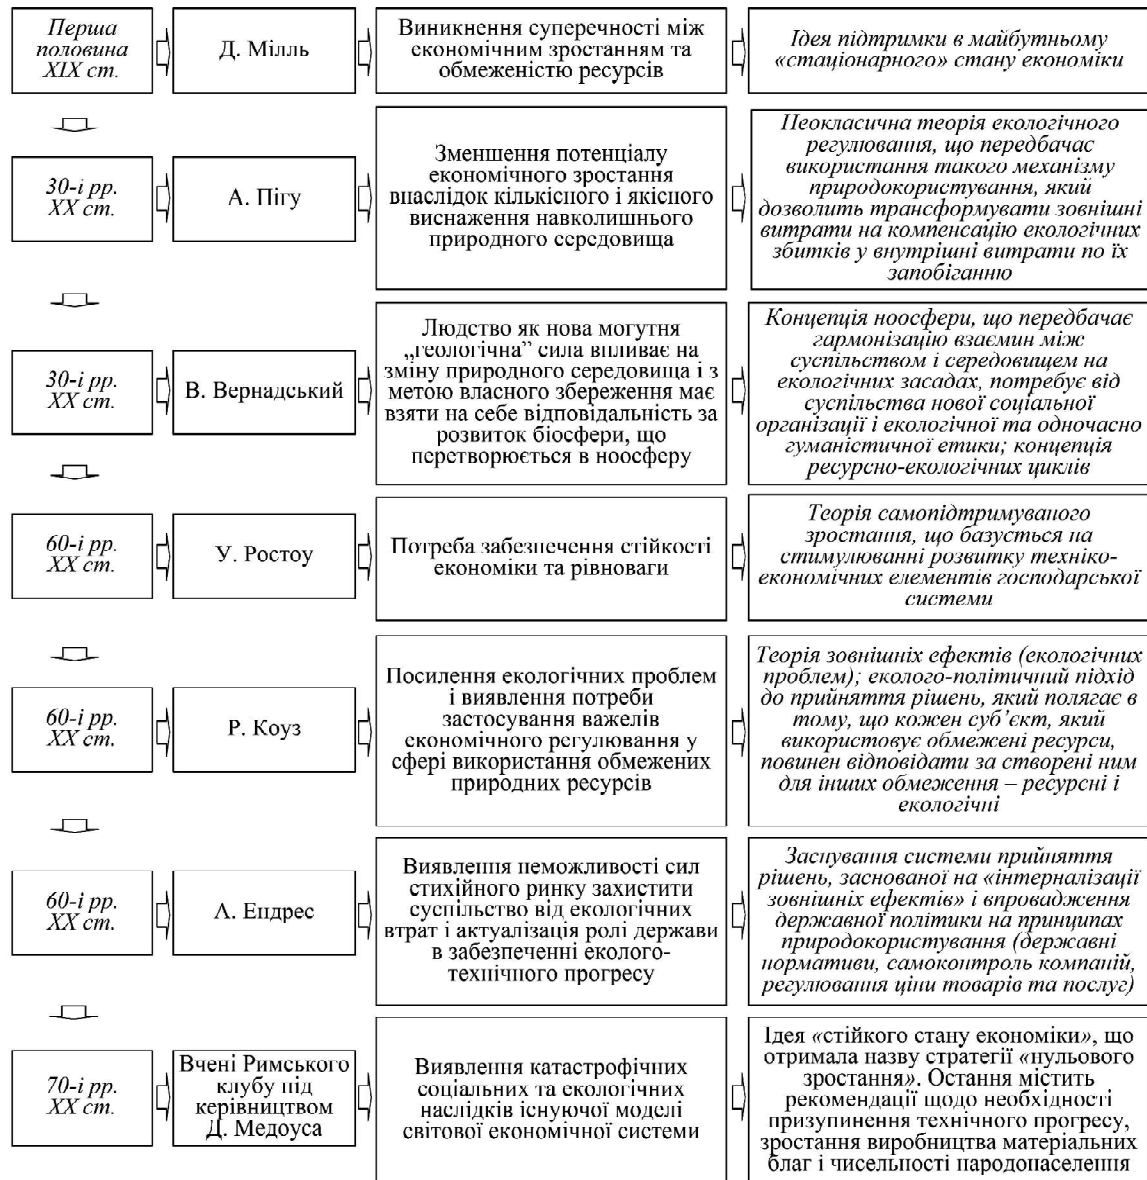 Перша
половина
XIX ст.
Д. Мілль
Виникнення суперечності між
економічним зростанням та
обмеженістю ресурсів
Ідея підтримки в майбутньому
«стаціонарного» стану економіки
30-і рр.
XX ст.
А. Пігу
Зменшення потенціалу
економічного зростання
внаслідок кількісного і якісного
виснаження навколишнього
природного середовища
Неокласична теорія екологічного
регулювання, що передбачає
використання такого механізму
природокористування, який
дозволить трансформувати зовнішні
витрати на компенсацію екологічних
збитків у внутрішні витрати по їх
запобіганню
30-і рр.
XX ст.
В. Вернадський
Людство як нова могутня
„геологічна” сила впливає на
зміну природного середовища і з
метою власного збереження має
взяти на себе відповідальність за
розвиток біосфери, що
перетворюється в ноосферу
Концепція ноосфери, що передбачає
гармонізацію взаємин між
суспільством і середовищем на
екологічних засадах, потребує від
суспільства нової соціальної
організації і екологічної та одночасно
гуманістичної етики; концепція
ресурсно-екологічних циклів
60-і рр.
XX ст.
У. Ростоу
Потреба забезпечення стійкості
економіки та рівноваги
Теорія самопідтримуваного
зростання, що базується на
стимулюванні розвитку техніко-
економічних елементів господарської
системи
60-і рр.
XX ст.
Р. Коуз
Посилення екологічних проблем
і виявлення потреби
застосування важелів
економічного регулювання у
сфері використання обмежених
природних ресурсів
Теорія зовнішніх ефектів (екологічних
проблем); еколого-політичний підхід
до прийняття рішень, який полягає в
тому, що кожен суб’єкт, який
використовує обмежені ресурси,
повинен відповідати за створені ним
для інших обмеження – ресурсні і
екологічні
60-і рр.
XX ст.
А. Ендрес
Виявлення неможливості сил
стихійного ринку захистити
суспільство від екологічних
втрат і актуалізація ролі держави
в забезпеченні еколого-
технічного прогресу
Заснування системи прийняття
рішень, заснованої на «інтерналізації
зовнішніх ефектів» і впровадження
державної політики на принципах
природокористування (державні
нормативи, самоконтроль компаній,
регулювання ціни товарів та послуг)
70-і рр.
XX ст.
Вчені Римського
клубу під
керівництвом
Д. Медоуса
Виявлення катастрофічних
соціальних та екологічних
наслідків існуючої моделі
світової економічної системи
Ідея «стійкого стану економіки», що
отримала назву стратегії «нульового
зростання». Остання містить
рекомендації щодо необхідності
призупинення технічного прогресу,
зростання виробництва матеріальних
благ і чисельності народонаселення